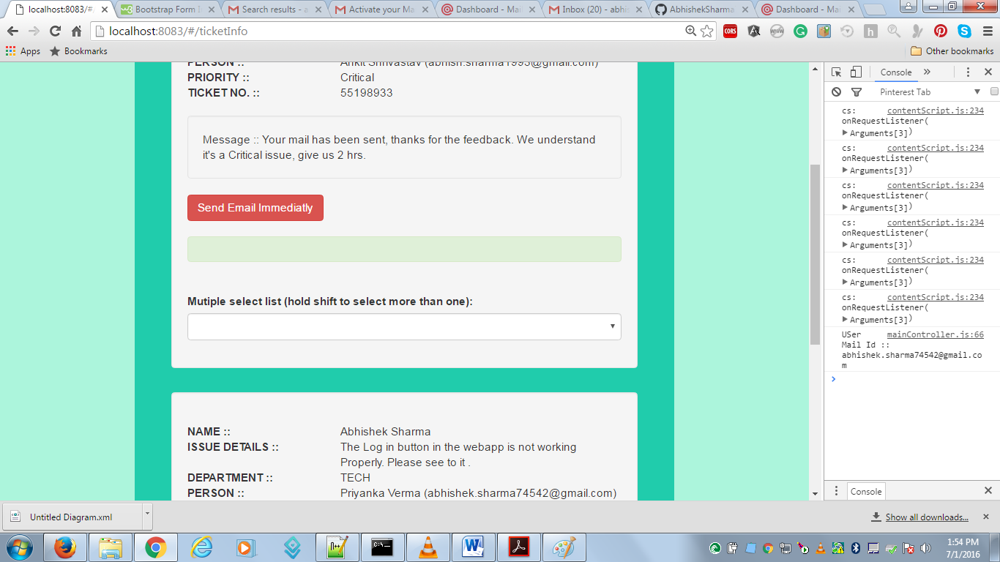 localhost:8083/#/
Bootstrap Form I
Search results - a
Activate your Ma
Dashboard - Mai
Inbox (20) - abhi
AbhishekSharma
Dashboard - Mai
localhost:8083/#/ticketInfo
CORS
Apps
Bookmarks
Other bookmarks
PERSON :: Ankit Shrivastav (abhish.sharma1993@gmail.com)
PRIORITY :: Critical
TICKET NO. :: 55198933
Message :: Your mail has been sent, thanks for the feedback. We understand
it's a Critical issue, give us 2 hrs.
Send Email Immediatly
Mutiple select list (hold shift to select more than one):
NAME :: Abhishek Sharma
ISSUE DETAILS :: The Log in button in the webapp is not working
Properly. Please see to it .
DEPARTMENT :: TECH
PERSON :: Priyanka Verma (abhishek.sharma74542@gmail.com)
Console
Pinterest Tab
cs: contentScript.js:234
onRequestListener(
Arguments[3])
cs: contentScript.js:234
onRequestListener(
Arguments[3])
cs: contentScript.js:234
onRequestListener(
Arguments[3])
cs: contentScript.js:234
onRequestListener(
Arguments[3])
cs: contentScript.js:234
onRequestListener(
Arguments[3])
cs: contentScript.js:234
onRequestListener(
Arguments[3])
USer mainController.js:66
Mail Id ::
abhishek.sharma74542@gmail.co
m
Console
Untitled Diagram.xml
Show all downloads...
1:54 PM
7/1/2016